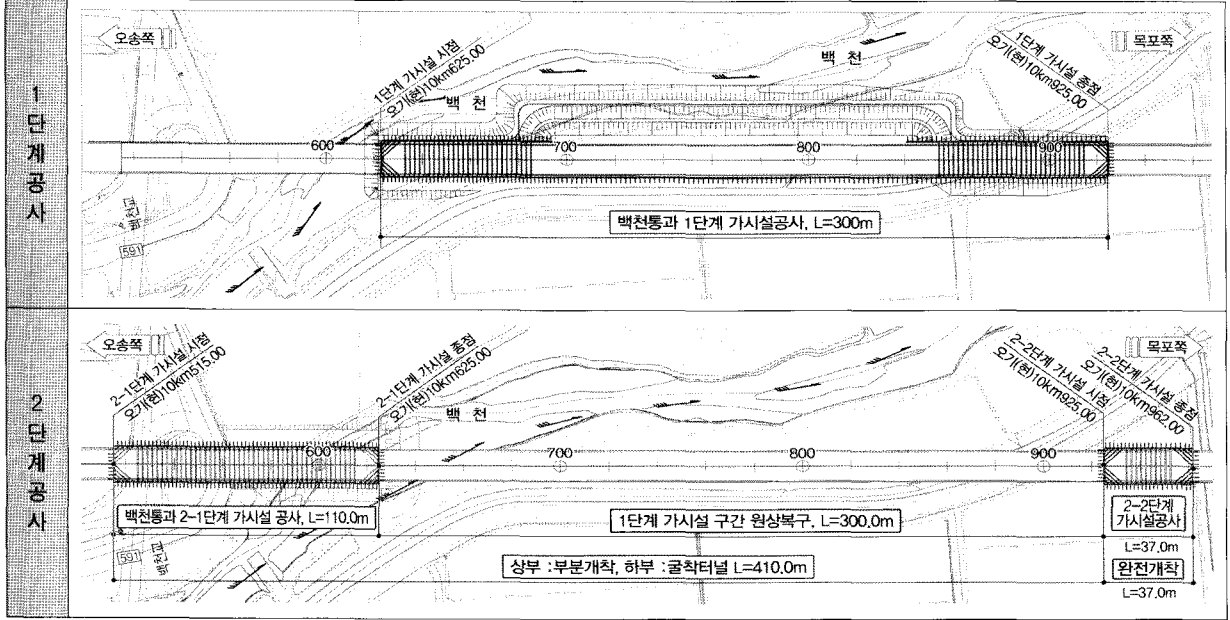 1단계공사
오송쪽
1단계 가시설 시점
오기(현)10km625.00
백 천
백 천
백 천
1단계 가시설 종점
오기(현)10km925.00
목포쪽
600
700
800
900
백천교
591
백천통과 1단계 가시설공사, L=300m
2단계공사
오송쪽
2-1단계 가시설 시점
오기(현)10km515.00
2-1단계 가시설 종점
오기(현)10km625.00
백 천
2-2단계 가시설 시점
오기(현)10km925.00
2-2단계 가시설 종점
오기(현)10km962.00
목포쪽
600
700
800
900
백천통과 2-1단계 가시설 공사, L=110.0m
1단계 가시설 구간 원상복구, L=300.0m
2-2단계
가시설공사
L=37.0m
591
백천교
상부 :부분개착, 하부 :굴착터널 L=410.0m
완전개착
L=37.0m